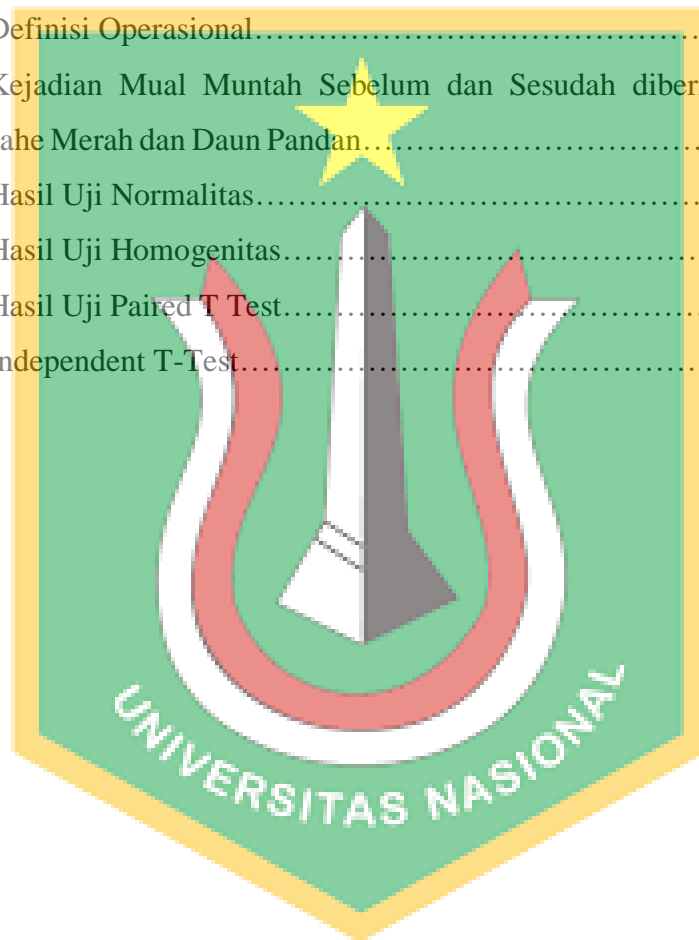 Definisi Operasional
Kejadian Mual Muntah Sebelum dan Sesudah diber
ahe Merah dan Daun Pandan
Hasil Uji Normalitas
Hasil Uji Homogenitas
Hasil Uji Paired T Test
Independent T-Test
UNIVERSITAS NASIONAL